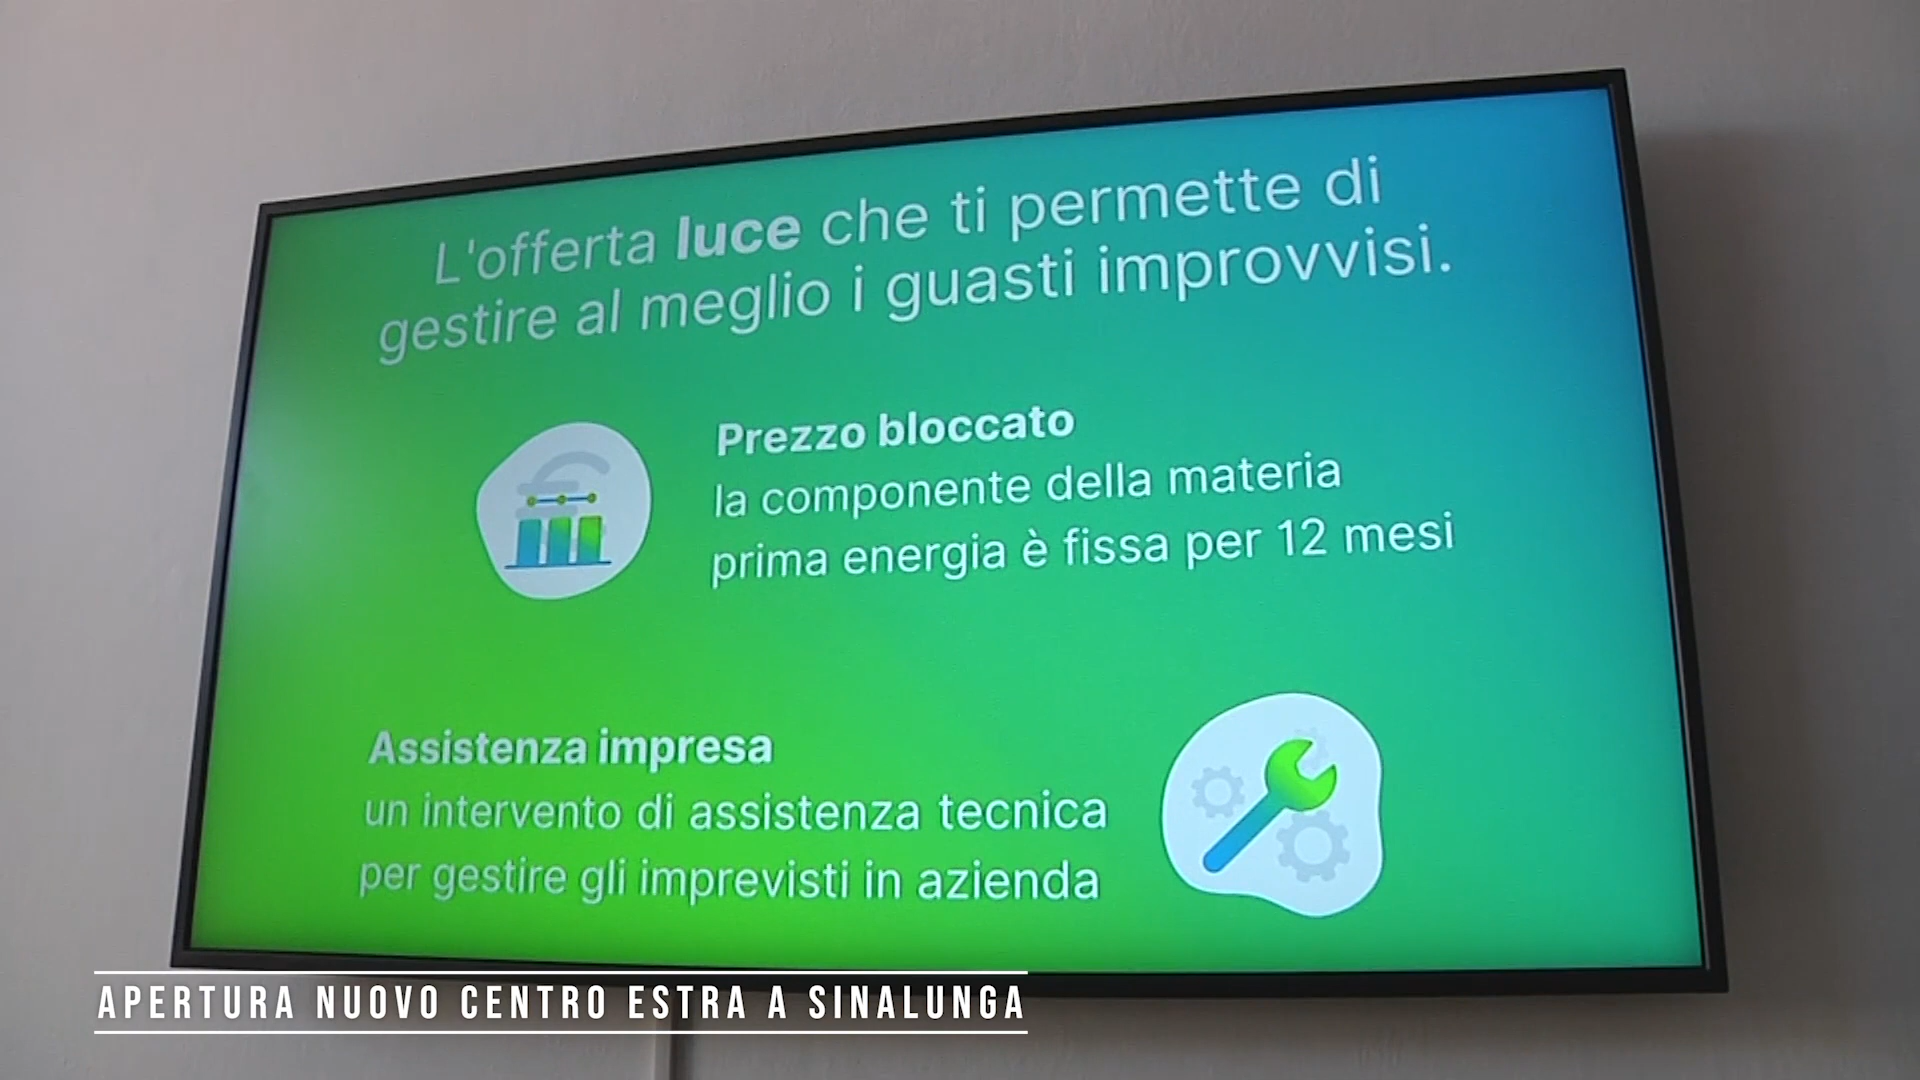 L'offerta luce che ti permette di
gestire al meglio i guasti improvvisi.
Prezzo bloccato
la componente della materia
prima energia è fissa per 12 mesi
Assistenza impresa
un intervento di assistenza tecnica
per gestire gli imprevisti in azienda
APERTURA NUOVO CENTRO ESTRA A SINALUNGA